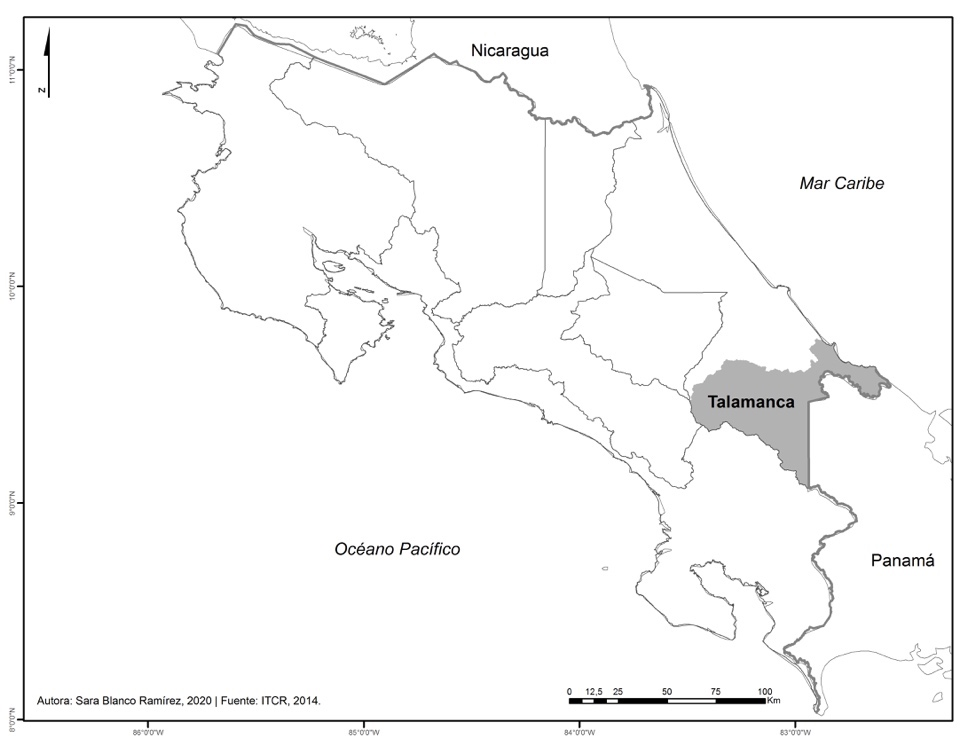 Nicaragua
N
11°0'0"N
Mar Caribe
10°0'0"N
Talamanca
9°0'0"N
Océano Pacífico
Panamá
Autora: Sara Blanco Ramírez, 2020 | Fuente: ITCR, 2014.
0 12,5 25 50 75 100
Km
8°0'0"N
86°0'0"W 85°0'0"W 84°0'0"W 83°0'0"W